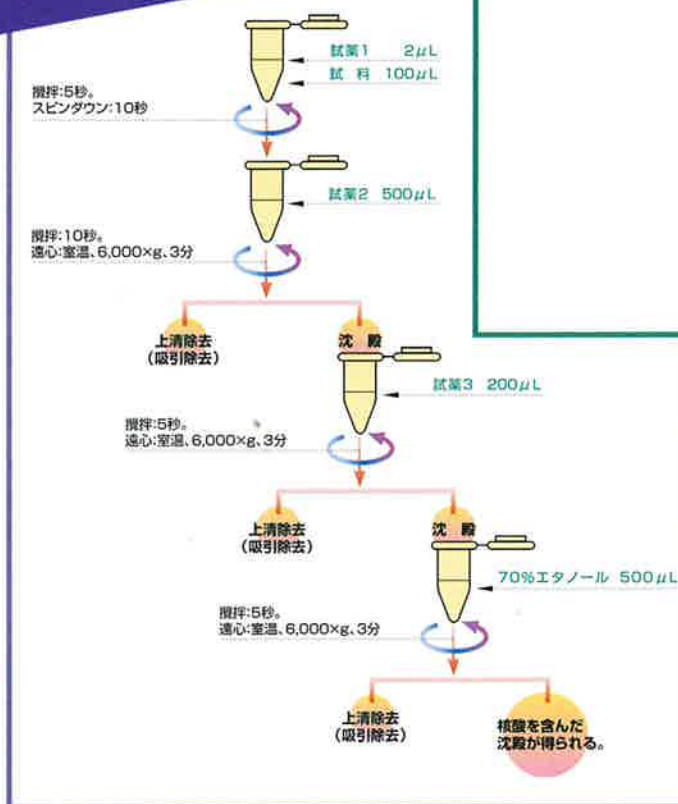 試薬1　2μL
試 料　100μL
攪拌:5秒。
スピンダウン:10秒
試薬2　500μL
攪拌:10秒。
遠心:室温、6,000×g、3分
上清除去
(吸引除去)
沈 殿
試薬3　200μL
攪拌:5秒。
遠心:室温、6,000×g、3分
上清除去
(吸引除去)
沈 殿
70%エタノール 500μL
攪拌:5秒。
遠心:室温、6,000×g、3分
上清除去
(吸引除去)
核酸を含んだ
沈殿が得られる。